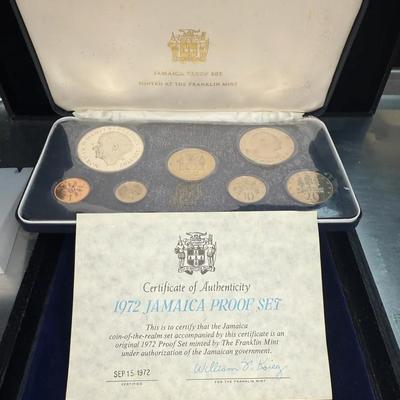 JAMAICA PROOF SET
MINTED AT THE FRANKLIN MINT
10
Certificate of Authenticity
1972 JAMAICA PROOF SET
This is to certify that the Jamaica
coin-of-the-realm set accompanied by this certificate is an
original 1972 Proof Set minted by The Franklin Mint
under authorization of the Jamaican government.
SEP 15 1972
CERTIFIED
FOR THE FRANKLIN MINT